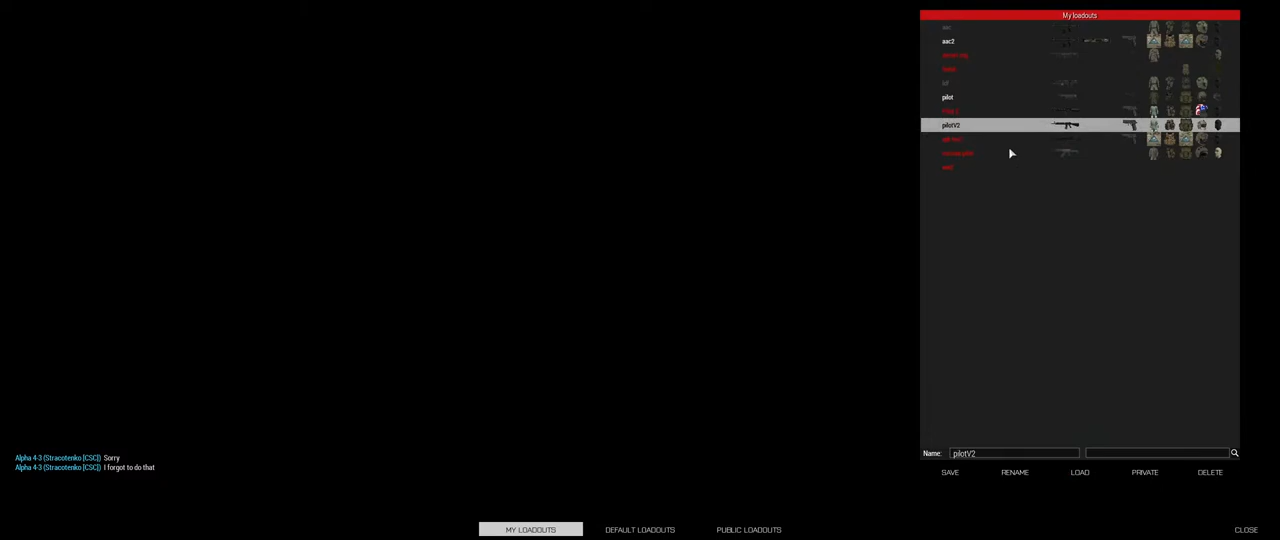 My loadouts
aac
aac2
pilot
pilotV2
Name: pilotV2
SAVE RENAME LOAD PRIVATE DELETE
Alpha 4-3 (Stracotenko [CSC]) Sorry
Alpha 4-3 (Stracotenko [CSC]) I forgot to do that
MY LOADOUTS DEFAULT LOADOUTS PUBLIC LOADOUTS CLOSE